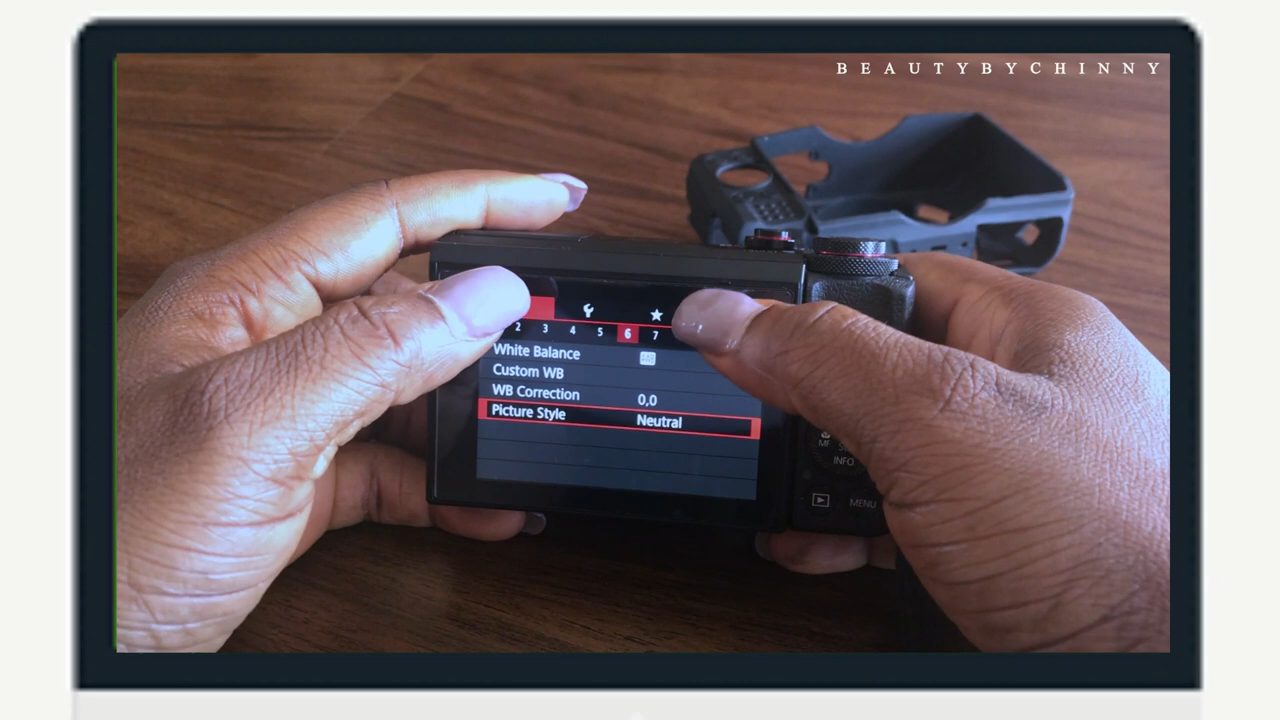 BEAUTYBYCHINNY
2 3 4 5 6 7
White Balance
Custom WB
WB Correction 0,0
Picture Style Neutral
MF
INFO
MENU